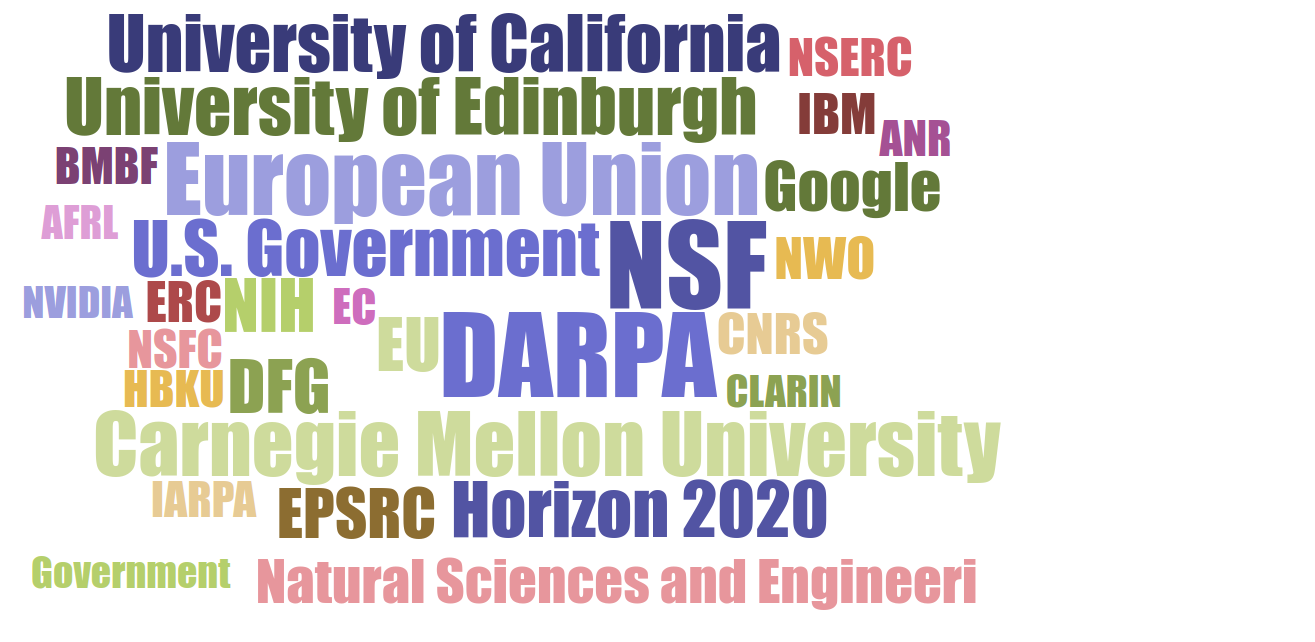 University of California
NSERC
University of Edinburgh
IBM
ANR
BMBF
European Union
Google
AFRL
U.S. Government
NSF
NWO
NVIDIA
ERC
NIH
EC
EU
DARPA
CNRS
NSFC
HBKU
DFG
CLARIN
Carnegie Mellon University
IARPA
EPSRC
Horizon 2020
Government
Natural Sciences and Engineeri